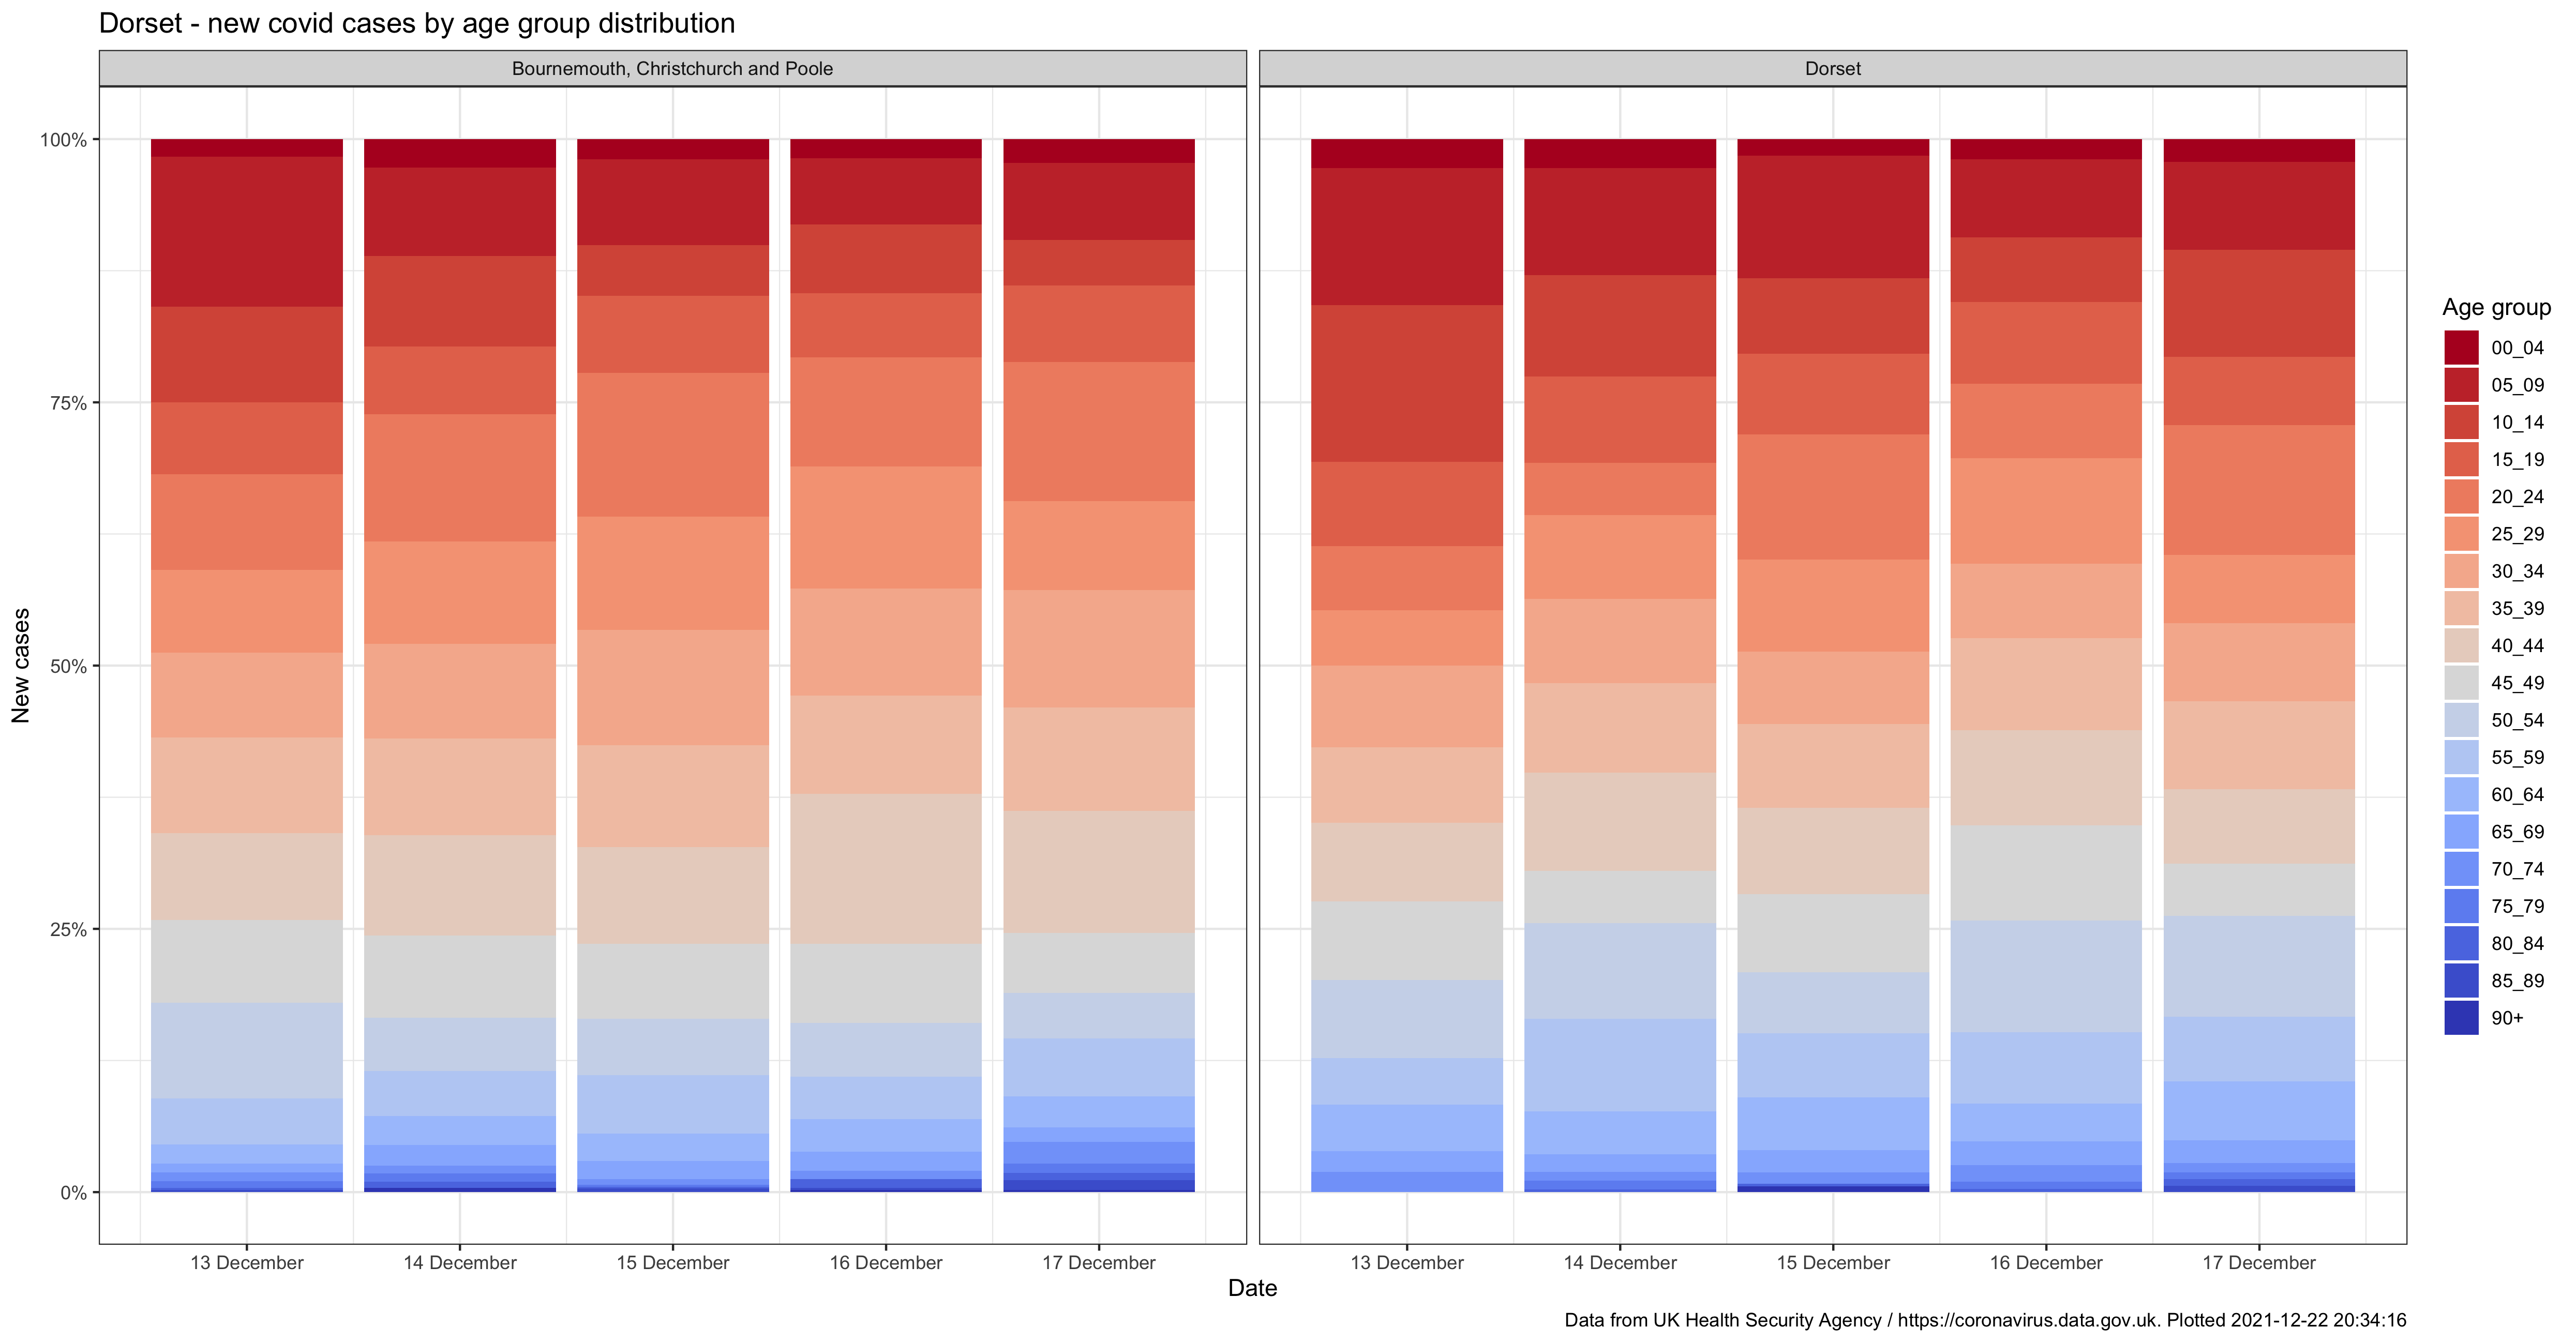 Dorset - new covid cases by age group distribution
Bournemouth, Christchurch and Poole
Dorset
100%
75%
50%
25%
0%
New cases
13 December
14 December
15 December
16 December
17 December
13 December
14 December
15 December
16 December
17 December
Date
Age group
00_04
05_09
10_14
15_19
20_24
25_29
30_34
35_39
40_44
45_49
50_54
55_59
60_64
65_69
70_74
75_79
80_84
85_89
90+
Data from UK Health Security Agency / https://coronavirus.data.gov.uk. Plotted 2021-12-22 20:34:16